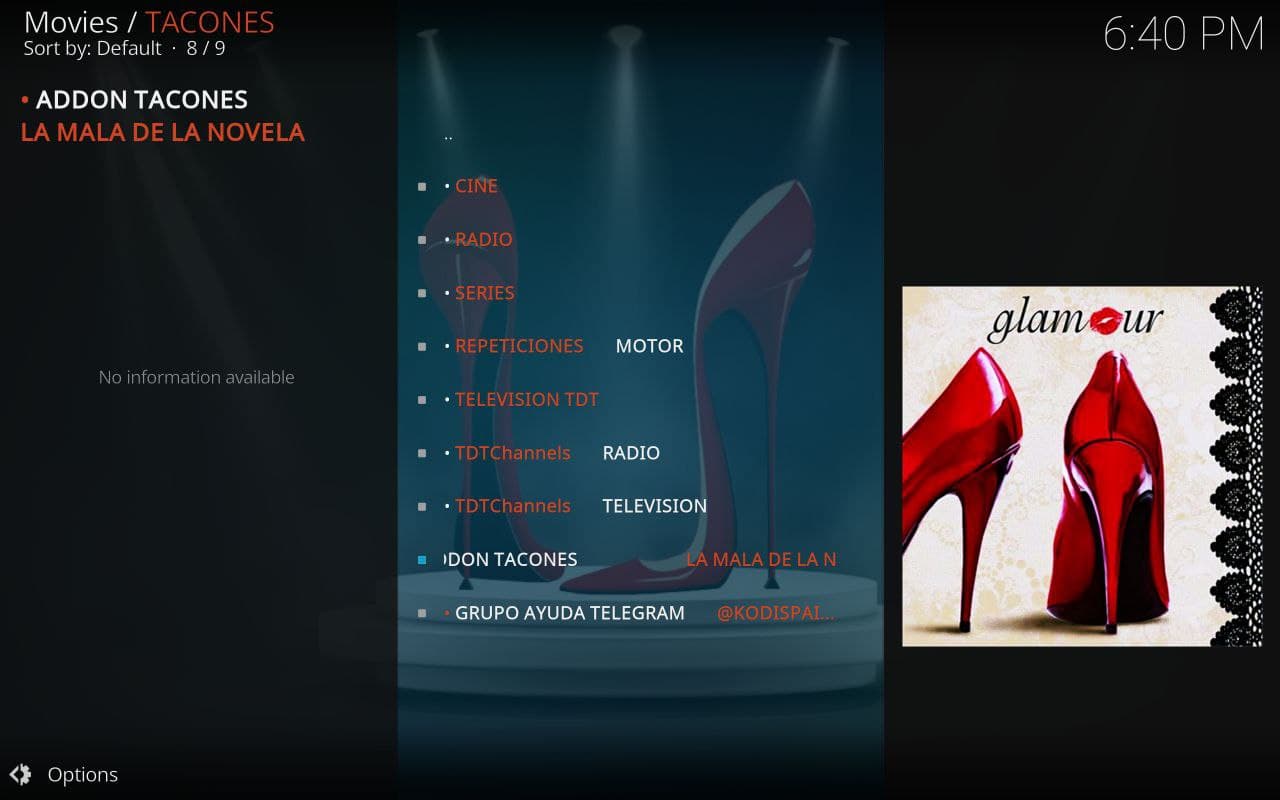 Movies / TACONES
Sort by: Default · 8 / 9
6:40 PM
• ADDON TACONES
LA MALA DE LA NOVELA
No information available
..
• CINE
• RADIO
• SERIES
• REPETICIONES MOTOR
• TELEVISION TDT
• TDTChannels RADIO
• TDTChannels TELEVISION
DDON TACONES LA MALA DE LA N
• GRUPO AYUDA TELEGRAM @KODISPAI...
glamour
Options